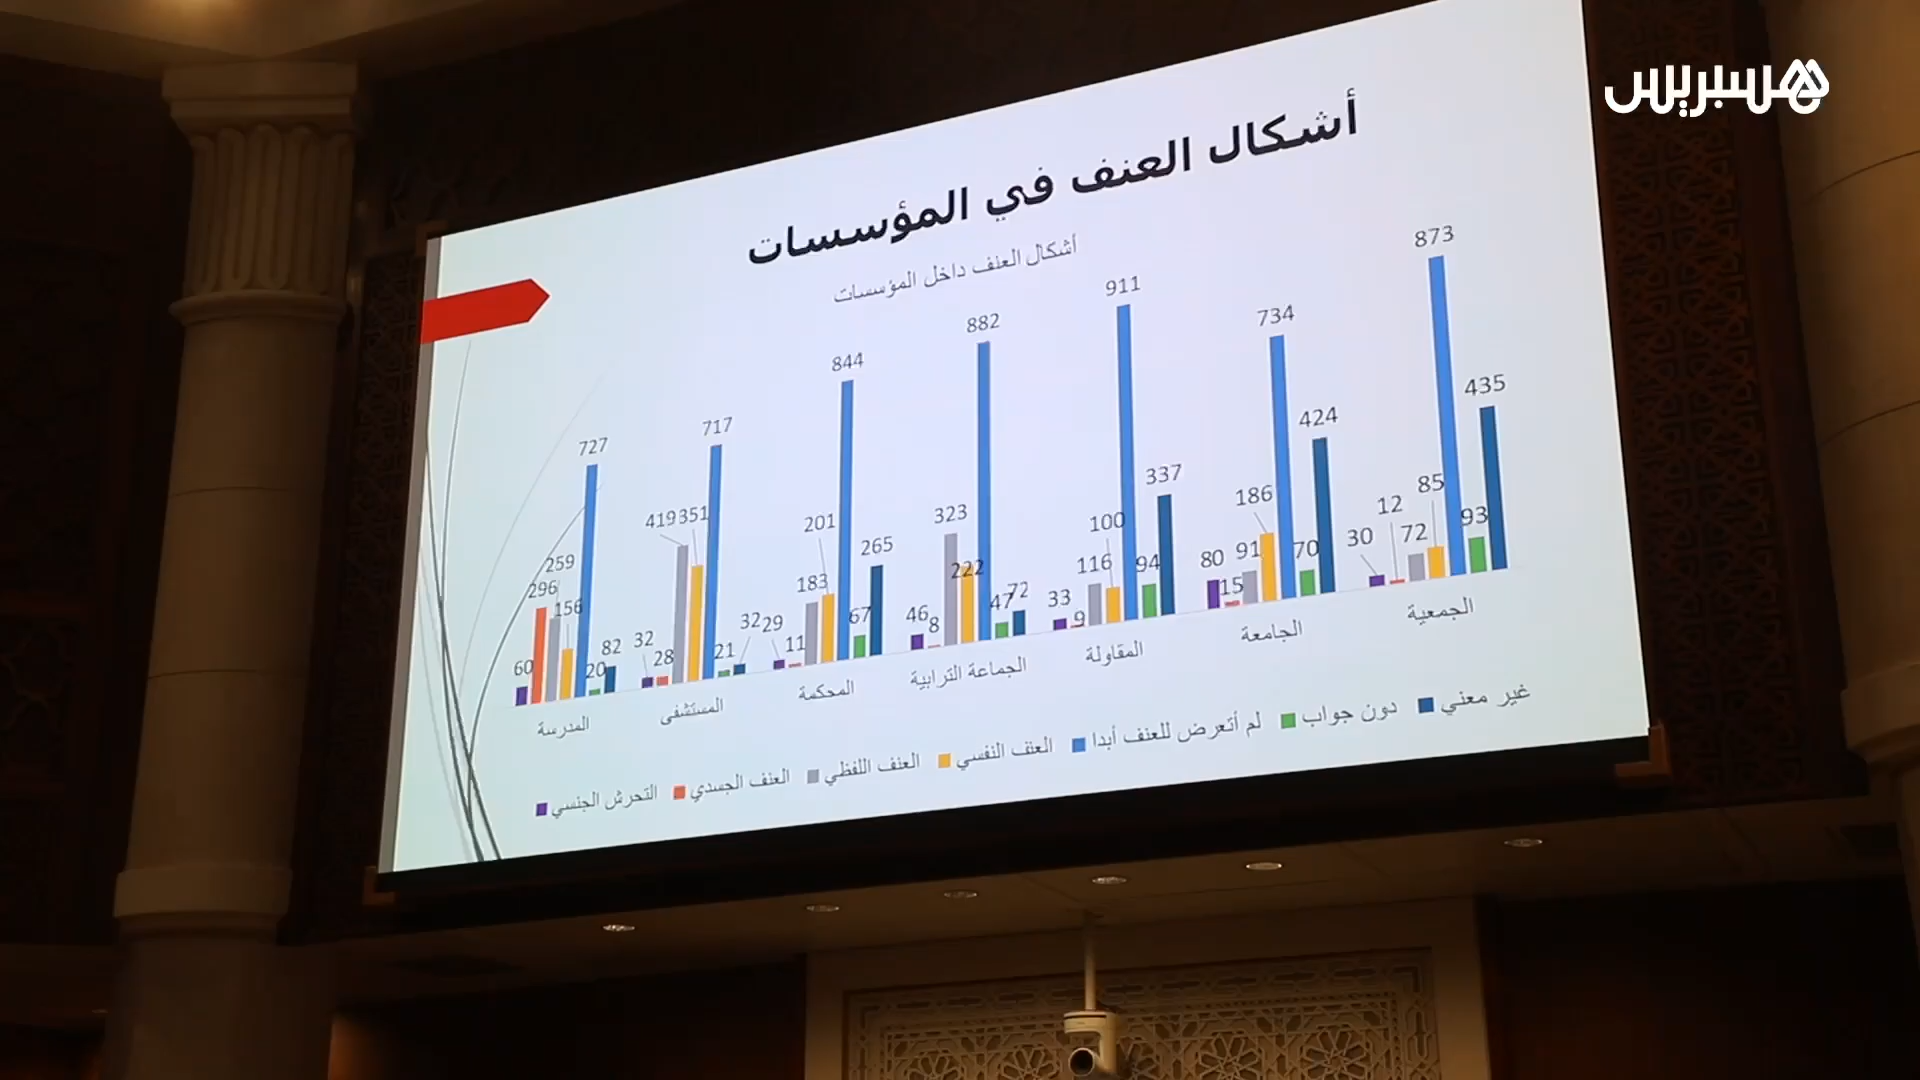 هسبريس
أشكال العنف في المؤسسات
أشكال العنف داخل المؤسسات
60 296 259 156 727 20 82
32 28 419 351 717 21 32
29 11 183 201 844 67 265
46 8 323 222 882 47 72
33 9 116 100 911 94 337
80 15 91 186 734 70 424
30 12 72 85 873 93 435
المدرسة
المستشفى
المحكمة
الجماعة الترابية
المقاولة
الجامعة
الجمعية
التحرش الجنسي
العنف الجسدي
العنف اللفظي
العنف النفسي
لم أتعرض للعنف أبدا
دون جواب
غير معني